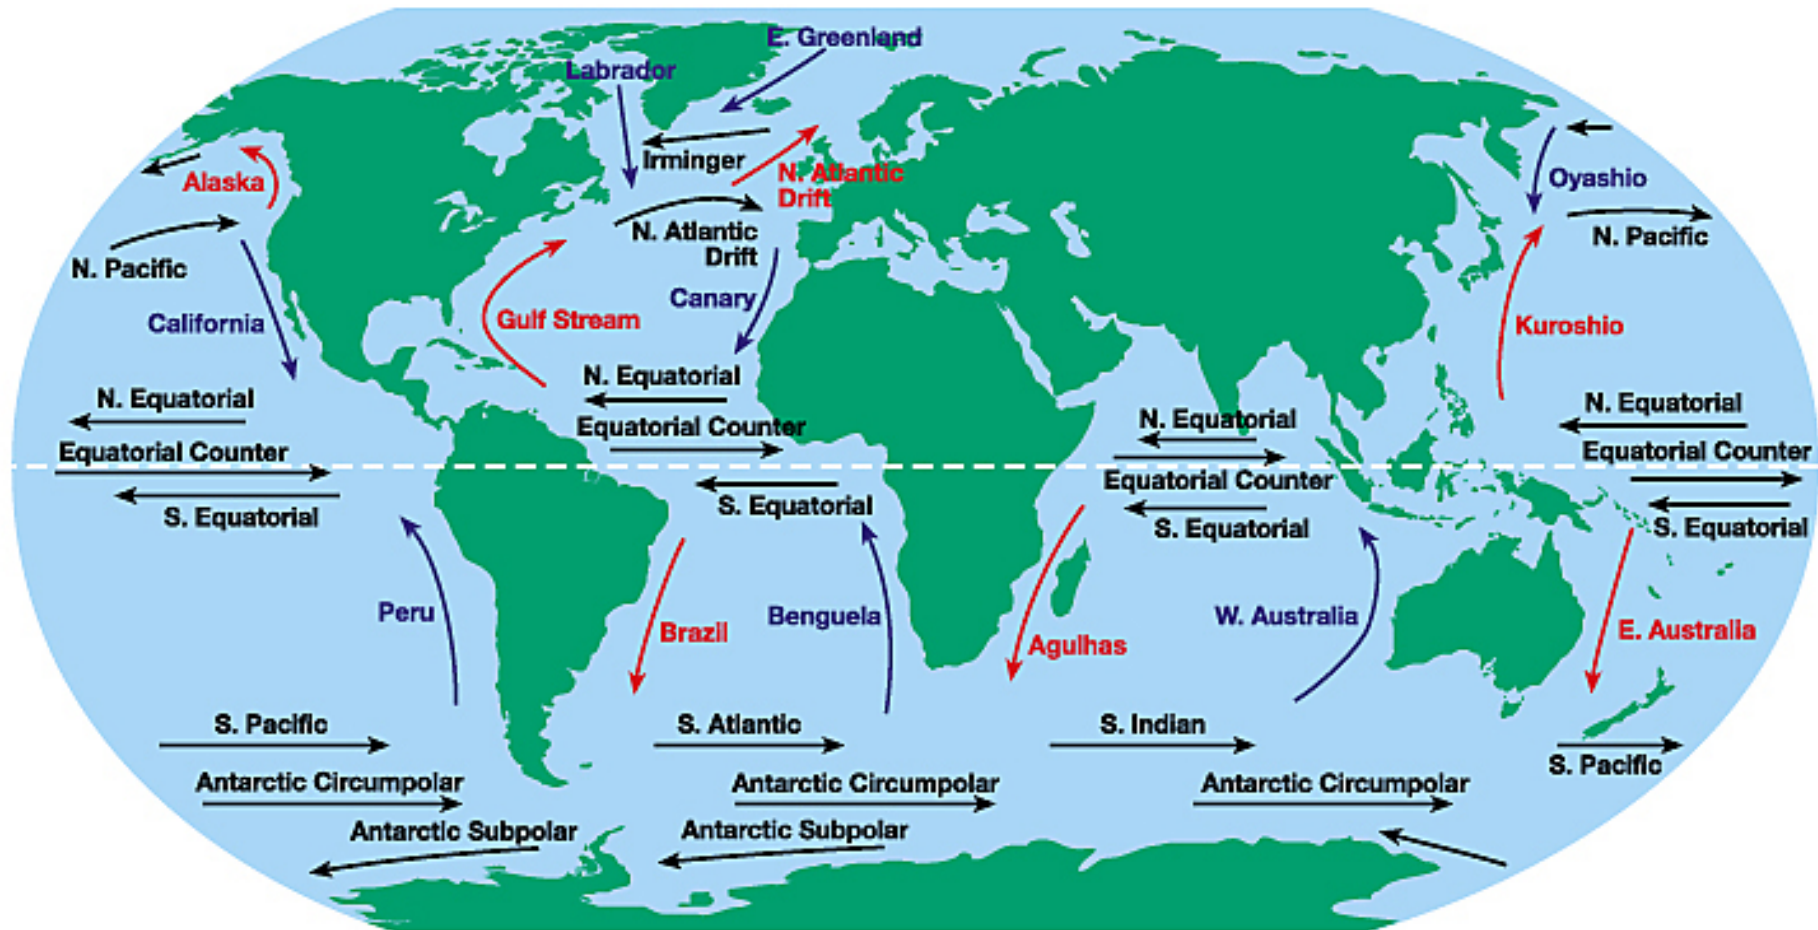 E. Greenland
Labrador
Irminger
N. Atlantic
Drift
Alaska
Oyashio
N. Atlantic
Drift
N. Pacific
N. Pacific
Canary
California
Gulf Stream
Kuroshio
N. Equatorial
N. Equatorial
N. Equatorial
N. Equatorial
Equatorial Counter
Equatorial Counter
Equatorial Counter
Equatorial Counter
S. Equatorial
S. Equatorial
S. Equatorial
S. Equatorial
Peru
Brazil
Benguela
Agulhas
W. Australia
E. Australia
S. Pacific
S. Atlantic
S. Indian
S. Pacific
Antarctic Circumpolar
Antarctic Circumpolar
Antarctic Circumpolar
Antarctic Subpolar
Antarctic Subpolar